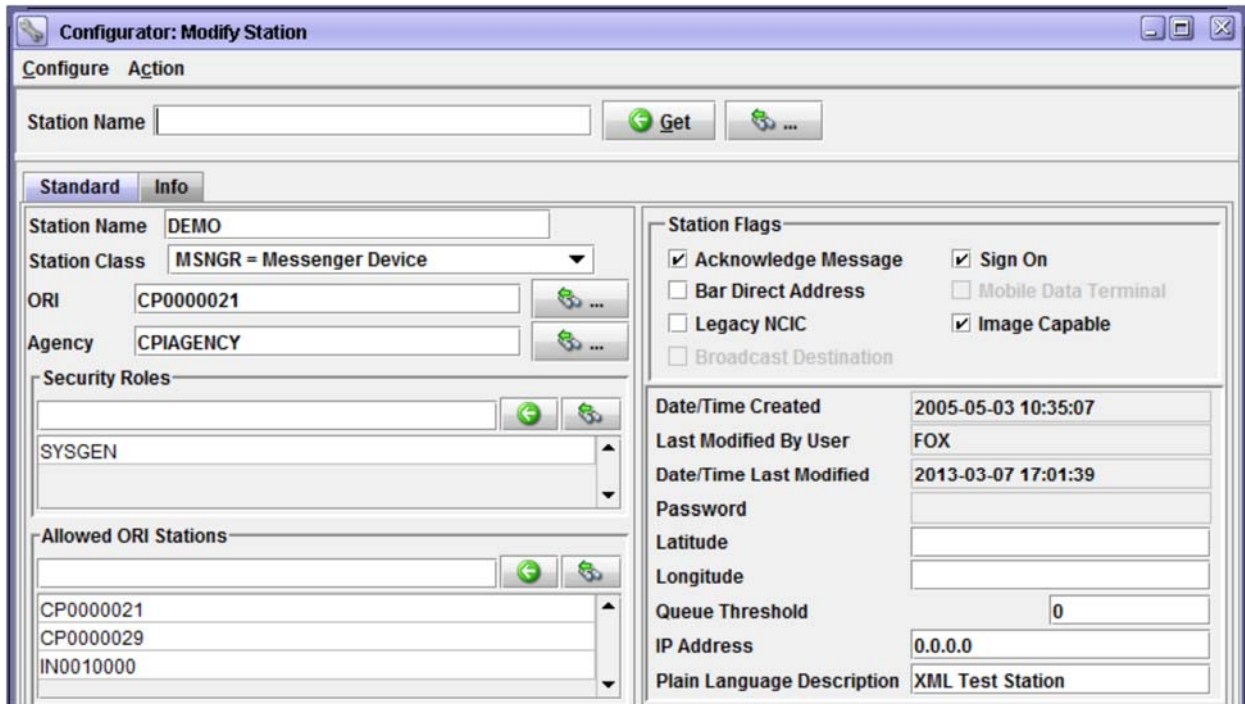 Configurator: Modify Station
Configure Action
Station Name
Get
...
Standard Info
Station Name DEMO
Station Class MSNGR = Messenger Device
ORI CP0000021 ...
Agency CPIAGENCY ...
Security Roles
SYSGEN
Allowed ORI Stations
CP0000021
CP0000029
IN0010000
Station Flags
Acknowledge Message Sign On
Bar Direct Address Mobile Data Terminal
Legacy NCIC Image Capable
Broadcast Destination
Date/Time Created 2005-05-03 10:35:07
Last Modified By User FOX
Date/Time Last Modified 2013-03-07 17:01:39
Password
Latitude
Longitude
Queue Threshold 0
IP Address 0.0.0.0
Plain Language Description XML Test Station